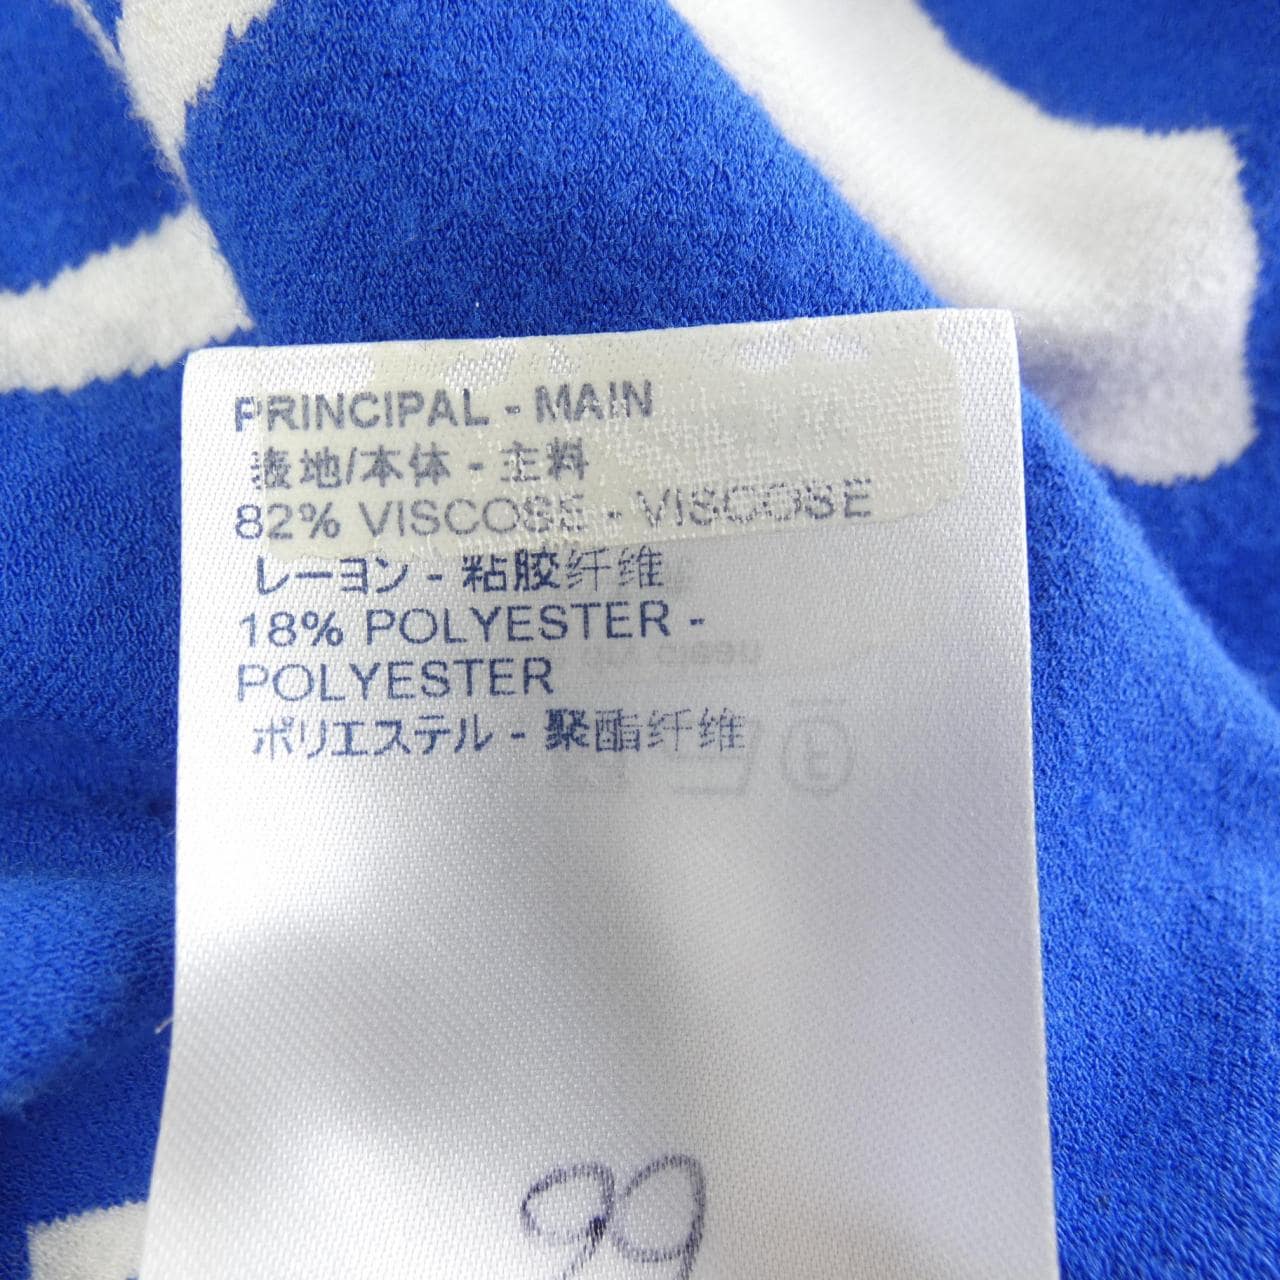 PRINCIPAL - MAIN
表地/本体 - 主料
82% VISCOSE - VISCOSE
レーヨン - 粘胶纤维
18% POLYESTER -
POLYESTER
ポリエステル - 聚酯纤维